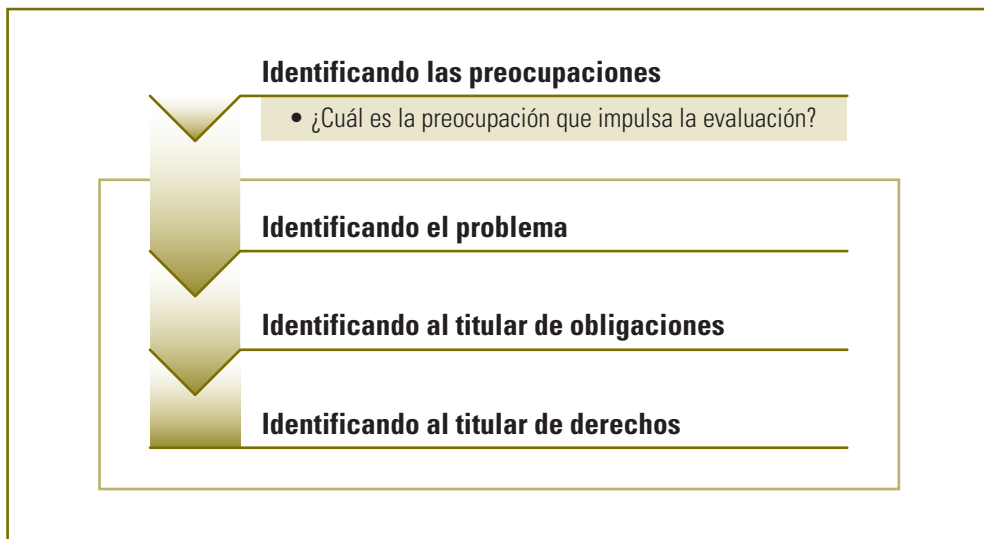 Identificando las preocupaciones
• ¿Cuál es la preocupación que impulsa la evaluación?
Identificando el problema
Identificando al titular de obligaciones
Identificando al titular de derechos